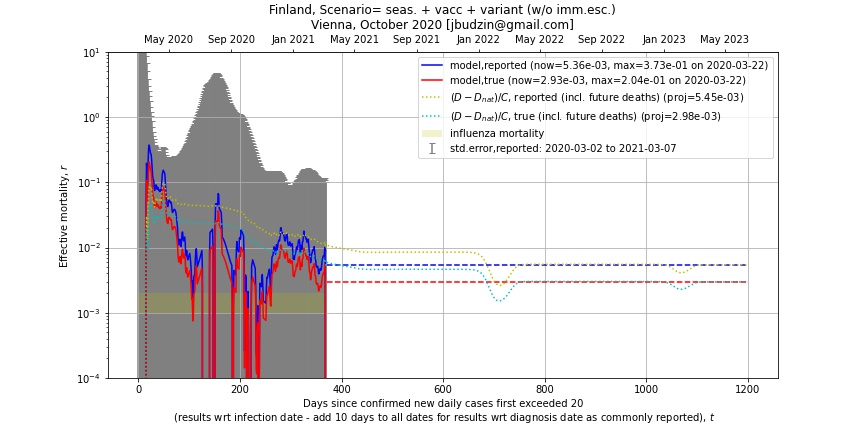 Finland, Scenario= seas. + vacc + variant (w/o imm.esc.)
Vienna, October 2020 [jbudzin@gmail.com]
May 2020 Sep 2020 Jan 2021 May 2021 Sep 2021 Jan 2022 May 2022 Sep 2022 Jan 2023 May 2023
model,reported (now=5.36e-03, max=3.73e-01 on 2020-03-22)
model,true (now=2.93e-03, max=2.04e-01 on 2020-03-22)
(D − D_nat)/C, reported (incl. future deaths) (proj=5.45e-03)
(D − D_nat)/C, true (incl. future deaths) (proj=2.98e-03)
influenza mortality
std.error,reported: 2020-03-02 to 2021-03-07
Effective mortality, r
10¹
10⁰
10⁻¹
10⁻²
10⁻³
10⁻⁴
0 200 400 600 800 1000 1200
Days since confirmed new daily cases first exceeded 20
(results wrt infection date - add 10 days to all dates for results wrt diagnosis date as commonly reported), t